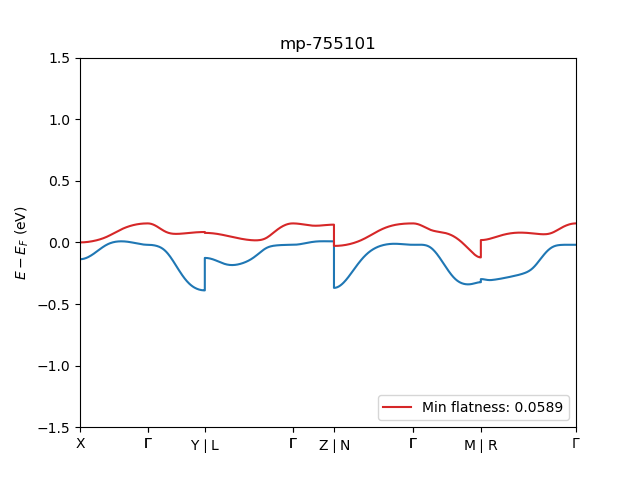 mp-755101
E − E_F (eV)
1.5
1.0
0.5
0.0
−0.5
−1.0
−1.5
Min flatness: 0.0589
X Γ Y | L Γ Z | N Γ M | R Γ